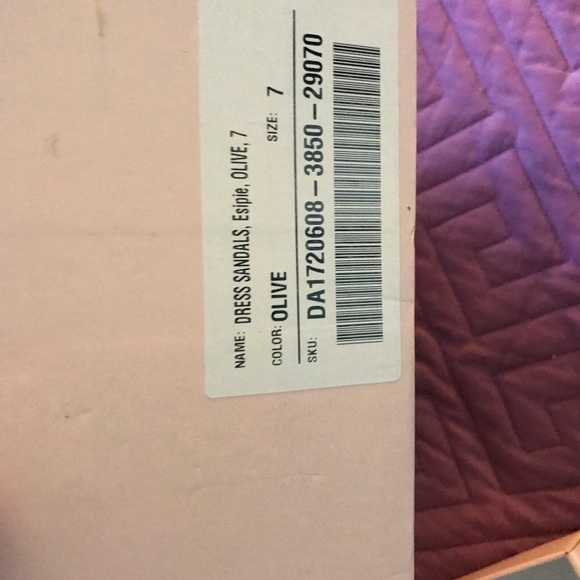 NAME: DRESS SANDALS, Esipie, OLIVE, 7
COLOR: OLIVE SIZE: 7
SKU: DA1720608-3850-29070